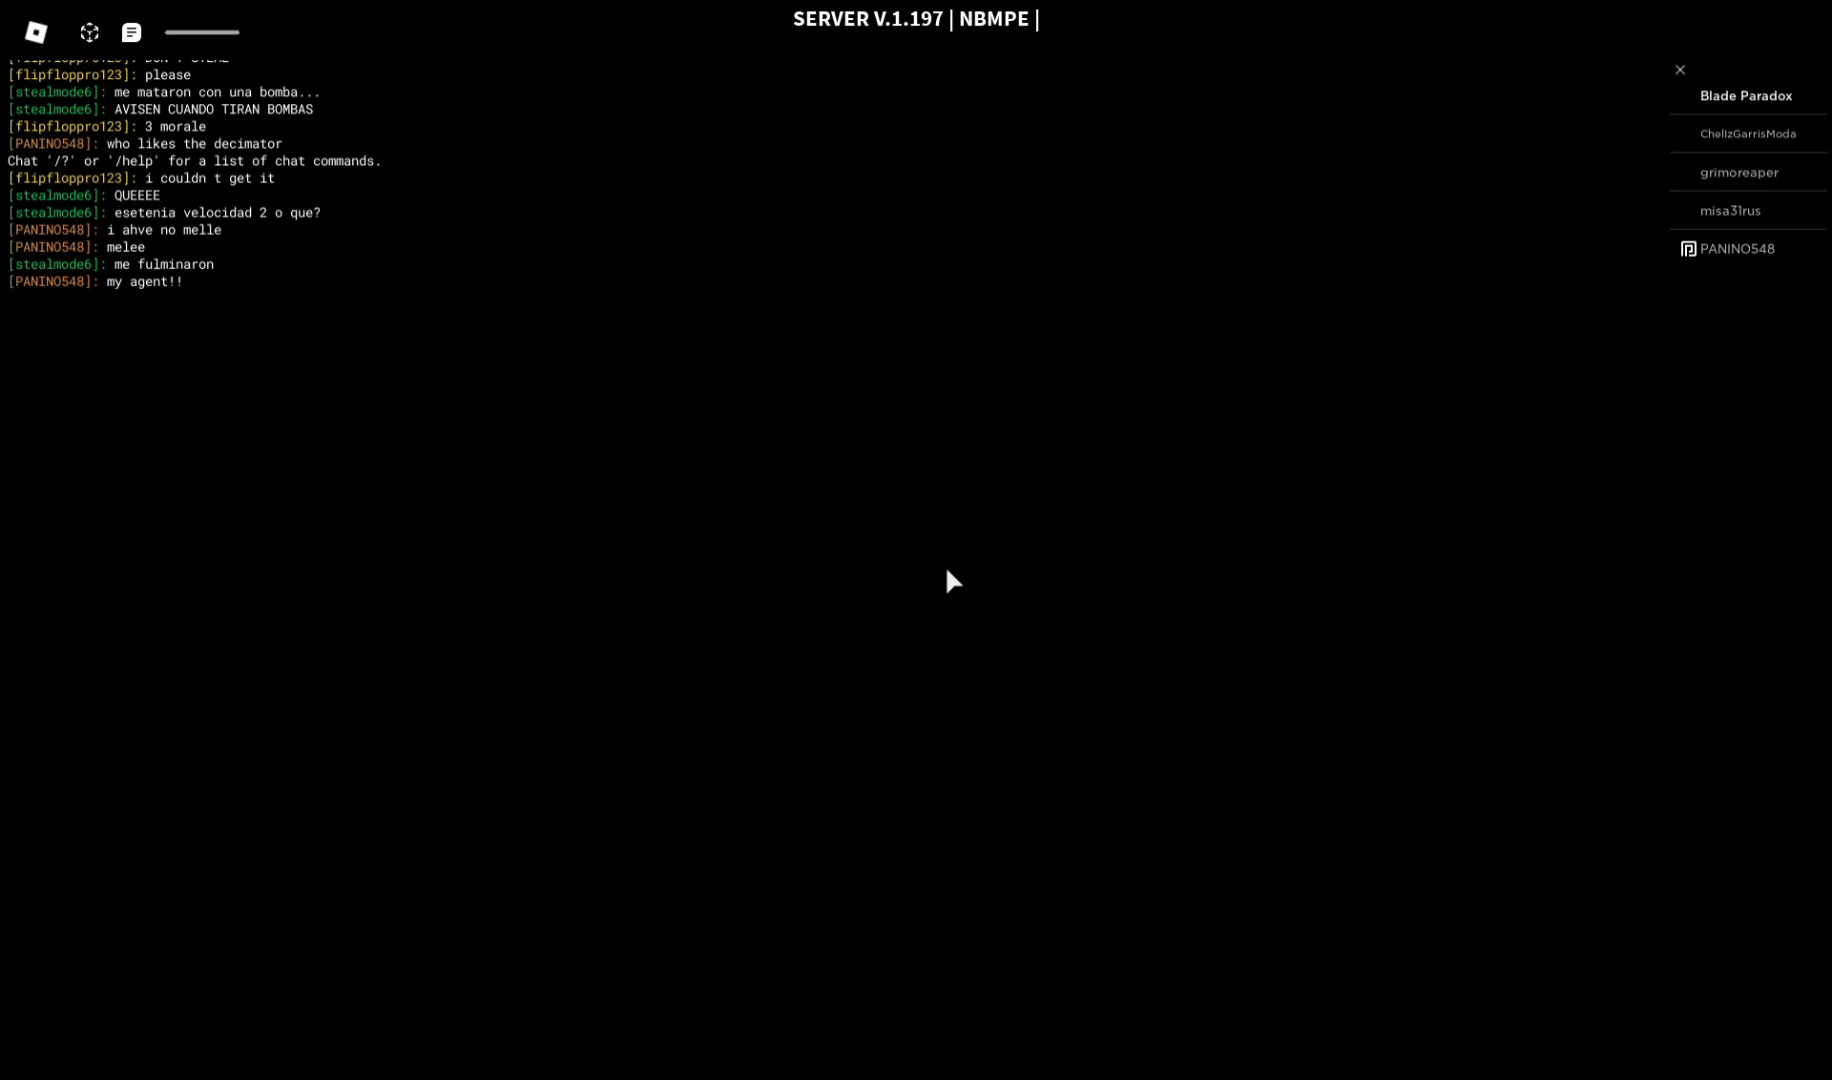 SERVER V.1.197 | NBMPE |
[flipfloppro123]: DON'T STEAL
[flipfloppro123]: please
[stealmode6]: me mataron con una bomba...
[stealmode6]: AVISEN CUANDO TIRAN BOMBAS
[flipfloppro123]: 3 morale
[PANINO548]: who likes the decimator
Chat '/?' or '/help' for a list of chat commands.
[flipfloppro123]: i couldn t get it
[stealmode6]: QUEEEE
[stealmode6]: esetenia velocidad 2 o que?
[PANINO548]: i ahve no melle
[PANINO548]: melee
[stealmode6]: me fulminaron
[PANINO548]: my agent!!
Blade Paradox
ChellzGarrisModa
grimoreaper
misa31rus
PANINO548